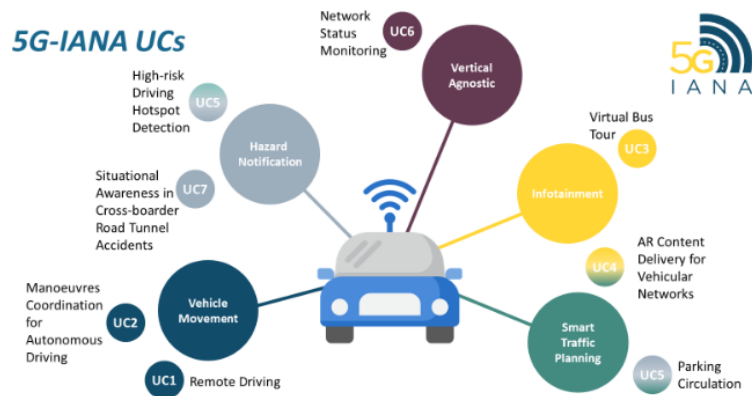 5G-IANA UCs
5G
IANA
Network
Status
Monitoring
UC6
Vertical
Agnostic
High-risk
Driving
Hotspot
Detection
UC5
Hazard
Notification
Situational
Awareness in
Cross-boarder
Road Tunnel
Accidents
UC7
Virtual Bus
Tour
UC3
Infotainment
AR Content
Delivery for
Vehicular
Networks
UC4
Manoeuvres
Coordination
for
Autonomous
Driving
UC2
Vehicle
Movement
UC1
Remote Driving
Smart
Traffic
Planning
UC5
Parking
Circulation